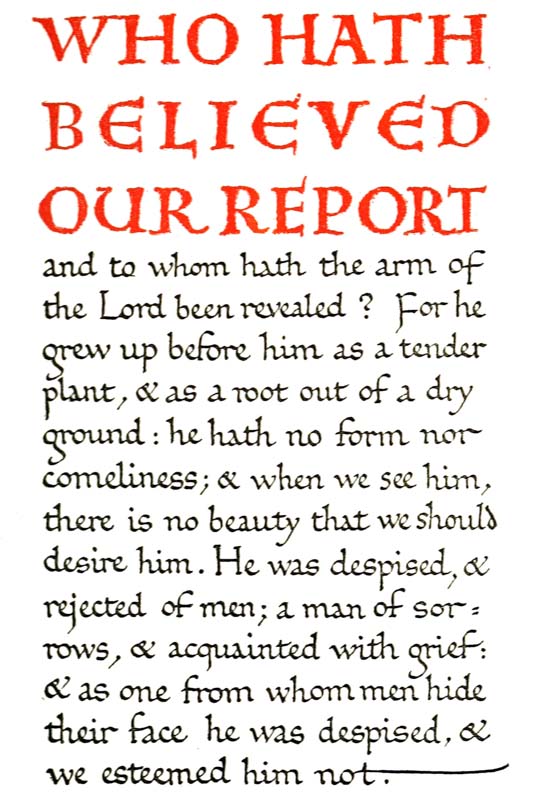 WHO HATH
BELIEVED
OUR REPORT
and to whom hath the arm of
the Lord been revealed ? For he
grew up before him as a tender
plant, & as a root out of a dry
ground : he hath no form nor
comeliness; & when we see him,
there is no beauty that we should
desire him. He was despised, &
rejected of men; a man of sor=
rows, & acquainted with grief:
& as one from whom men hide
their face he was despised, &
we esteemed him not.